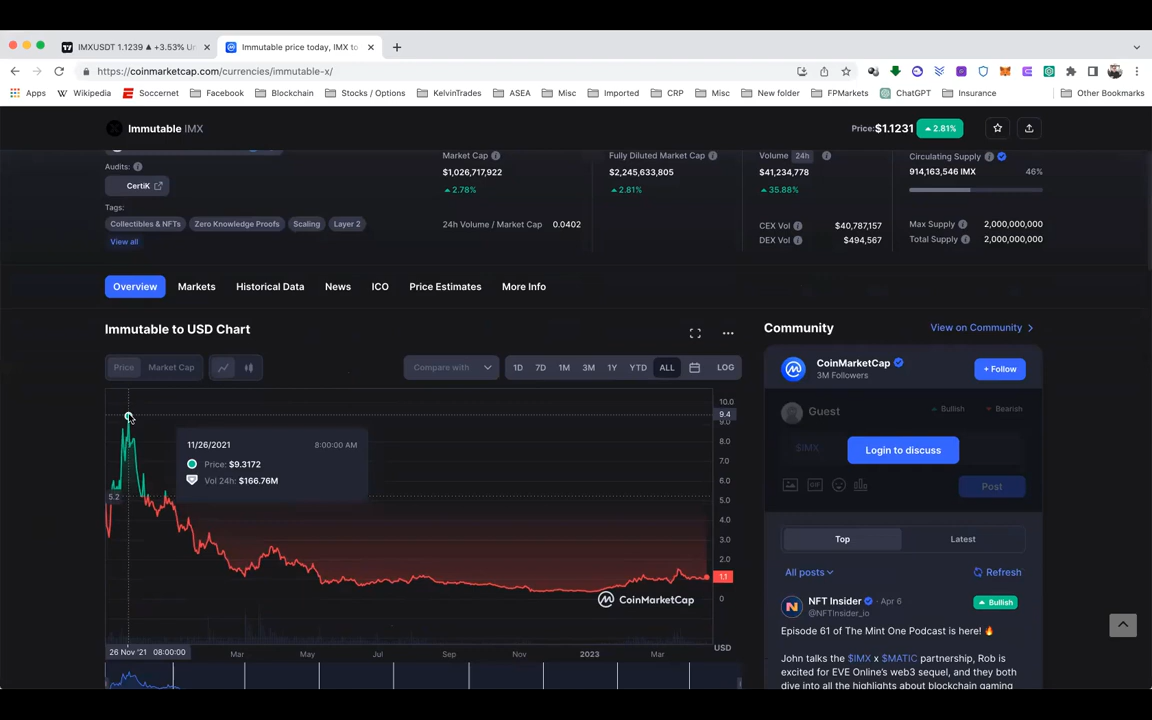 IMXUSDT 1.1239 ▲ +3.53% Un
Immutable price today, IMX to
https://coinmarketcap.com/currencies/immutable-x/
Apps
Wikipedia
Soccernet
Facebook
Blockchain
Stocks / Options
KelvinTrades
ASEA
Misc
Imported
CRP
Misc
New folder
FPMarkets
ChatGPT
Insurance
Other Bookmarks
Immutable IMX
Price: $1.1231
2.81%
Audits:
CertiK
Tags:
Collectibles & NFTs
Zero Knowledge Proofs
Scaling
Layer 2
View all
Market Cap
$1,026,717,922
2.78%
24h Volume / Market Cap 0.0402
Fully Diluted Market Cap
$2,245,633,805
2.81%
Volume 24h
$41,234,778
35.88%
CEX Vol $40,787,157
DEX Vol $494,567
Circulating Supply
914,163,546 IMX 46%
Max Supply 2,000,000,000
Total Supply 2,000,000,000
Overview
Markets
Historical Data
News
ICO
Price Estimates
More Info
Immutable to USD Chart
Price
Market Cap
Compare with
1D
7D
1M
3M
1Y
YTD
ALL
LOG
10.0
9.4
9.0
8.0
7.0
6.0
5.0
4.0
3.0
2.0
1.1
0
USD
5.2
11/26/2021 8:00:00 AM
Price: $9.3172
Vol 24h: $166.76M
CoinMarketCap
26 Nov '21 08:00:00
Mar
May
Jul
Sep
Nov
2023
Mar
Community
View on Community
CoinMarketCap
3M Followers
+ Follow
Guest
Bullish
Bearish
$IMX
Login to discuss
GIF
Post
Top
Latest
All posts
Refresh
NFT Insider
Apr 6
@NFTinsider_io
Bullish
Episode 61 of The Mint One Podcast is here! 🔥
John talks the $IMX x $MATIC partnership, Rob is
excited for EVE Online's web3 sequel, and they both
dive into all the highlights about blockchain gaming